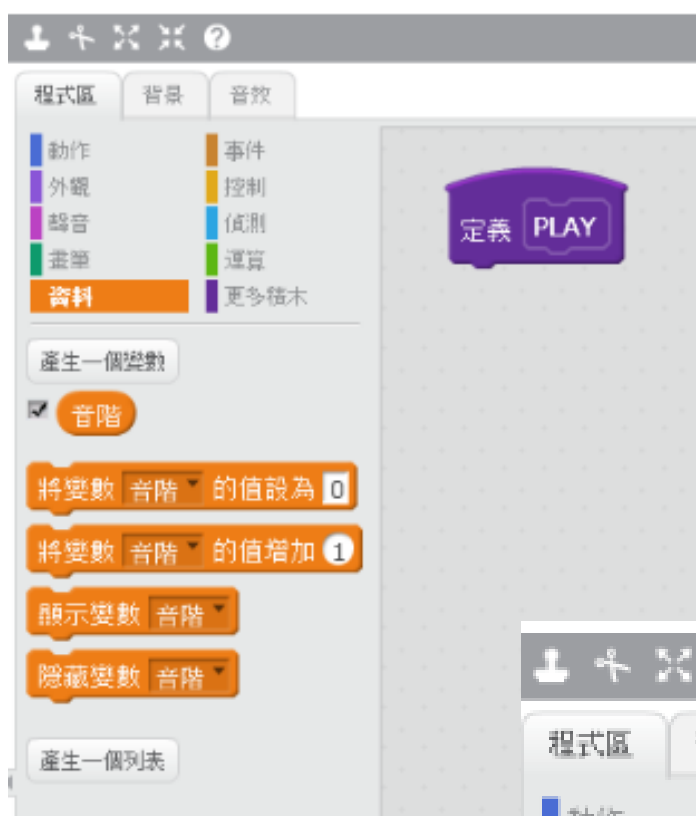 程式區 背景 音效
動作 事件
外觀 控制
聲音 偵測
畫筆 運算
資料 更多積木
定義 PLAY
產生一個變數
音階
將變數 音階 的值設為 0
將變數 音階 的值增加 1
顯示變數 音階
隱藏變數 音階
產生一個列表
程式區